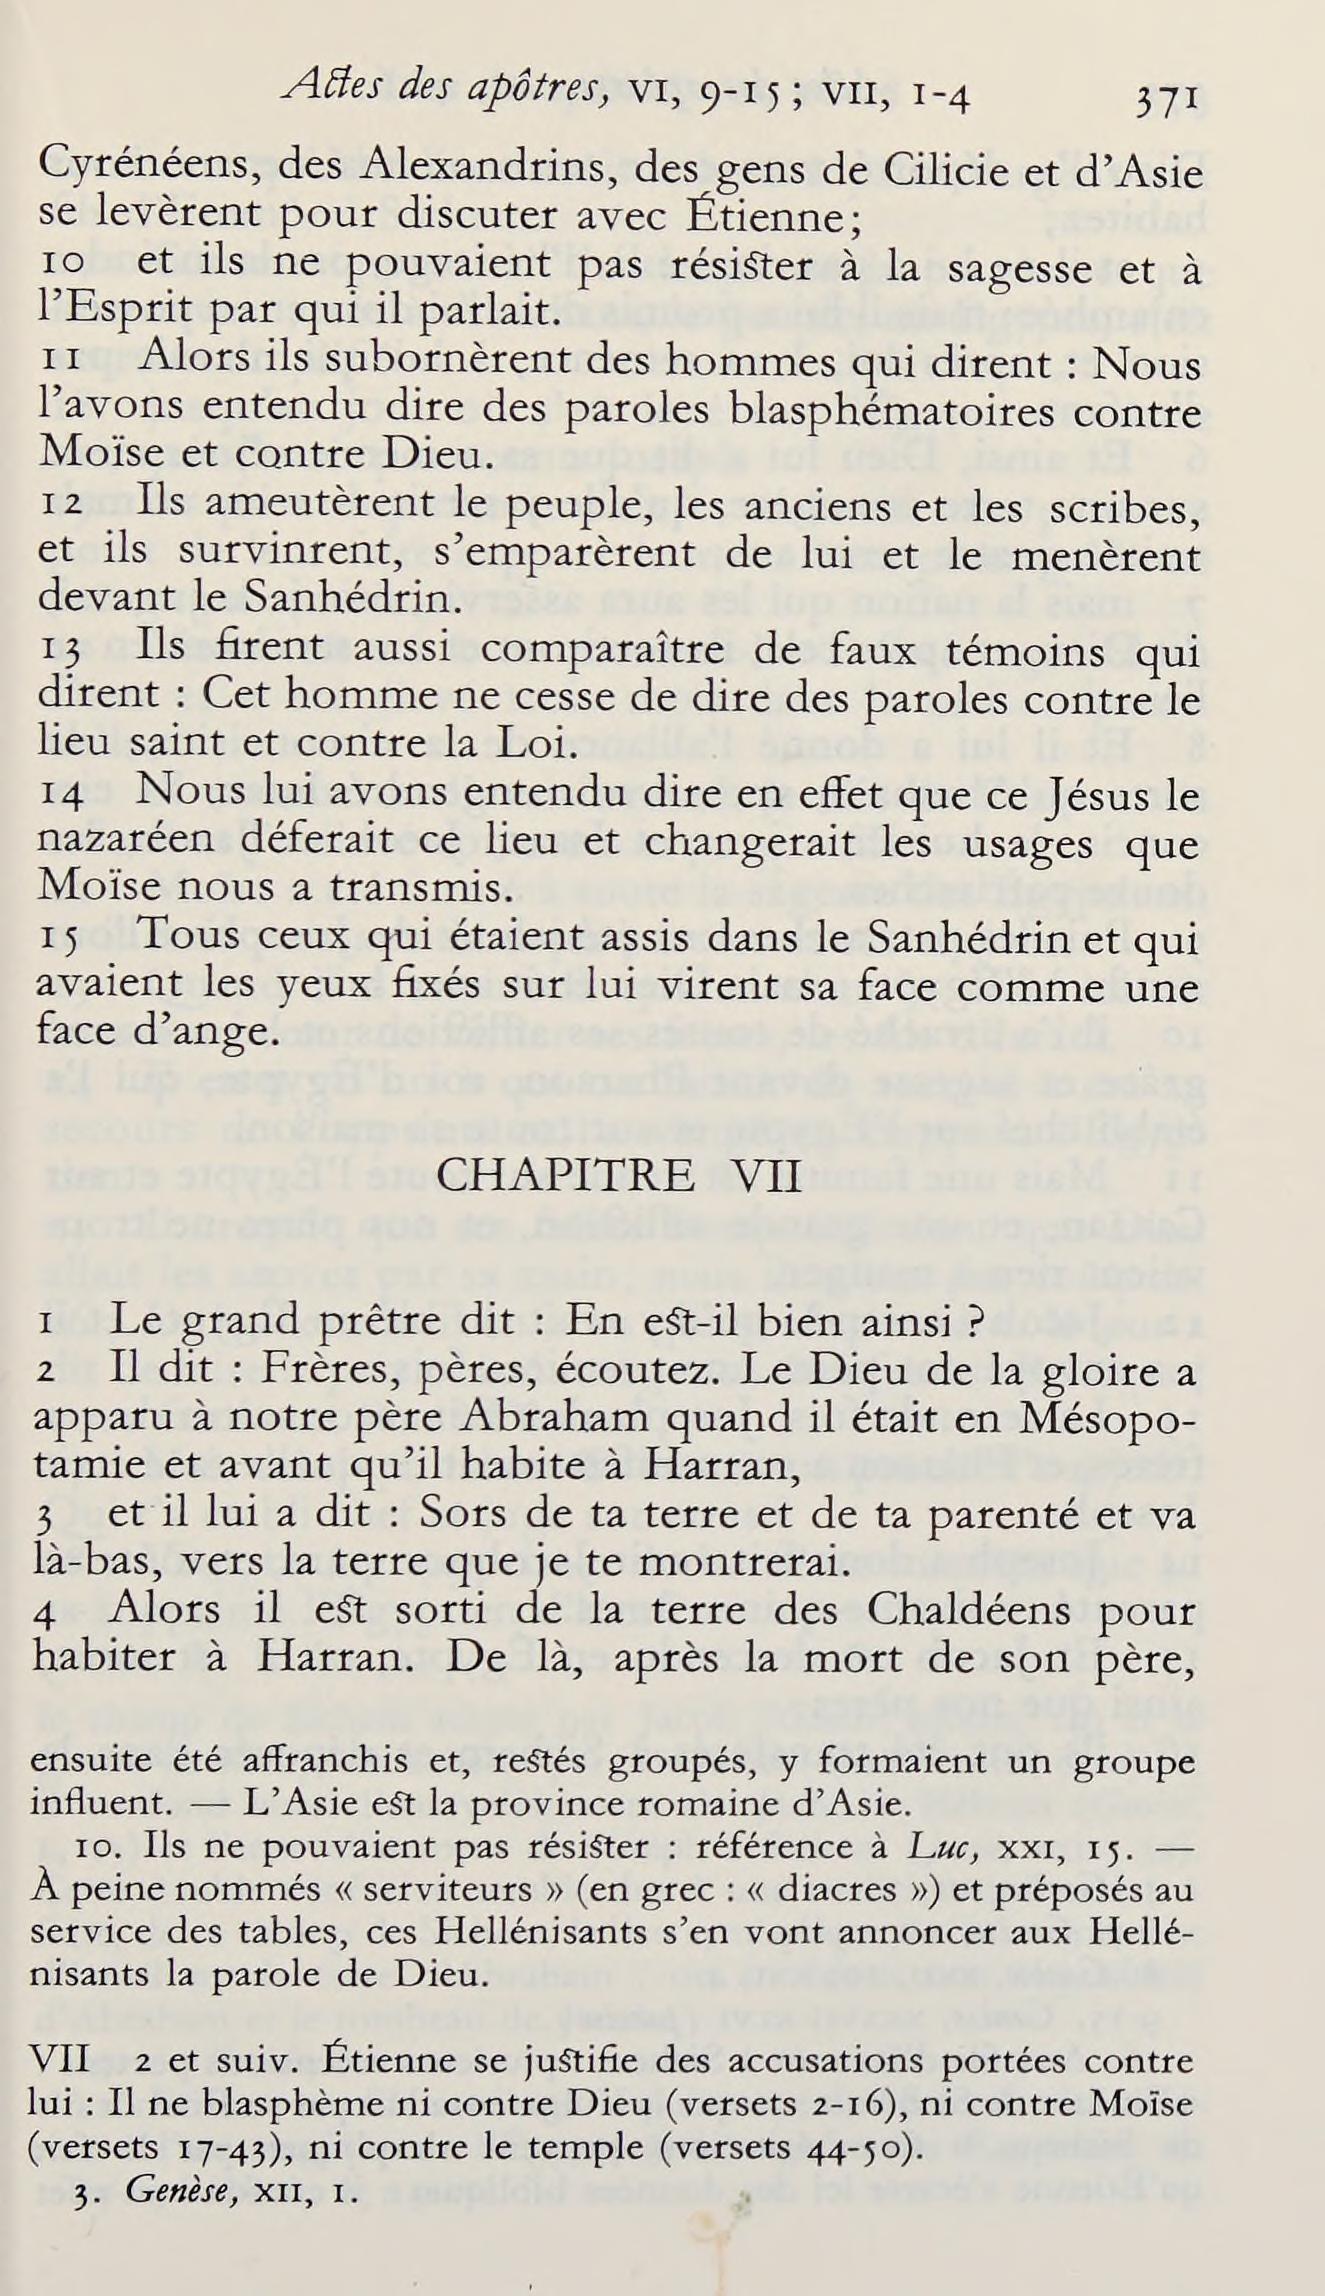 Actes des apôtres, VI, 9-15 ; VII, 1-4 371
Cyrénéens, des Alexandrins, des gens de Cilicie et d’Asie
se levèrent pour discuter avec Étienne;
10 et ils ne pouvaient pas résister à la sagesse et à
l’Esprit par qui il parlait.
11 Alors ils subornèrent des hommes qui dirent : Nous
l’avons entendu dire des paroles blasphématoires contre
Moïse et contre Dieu.
12 Ils ameutèrent le peuple, les anciens et les scribes,
et ils survinrent, s’emparèrent de lui et le menèrent
devant le Sanhédrin.
13 Ils firent aussi comparaître de faux témoins qui
dirent : Cet homme ne cesse de dire des paroles contre le
lieu saint et contre la Loi.
14 Nous lui avons entendu dire en effet que ce Jésus le
nazaréen déferait ce lieu et changerait les usages que
Moïse nous a transmis.
15 Tous ceux qui étaient assis dans le Sanhédrin et qui
avaient les yeux fixés sur lui virent sa face comme une
face d’ange.
CHAPITRE VII
1 Le grand prêtre dit : En est-il bien ainsi ?
2 Il dit : Frères, pères, écoutez. Le Dieu de la gloire a
apparu à notre père Abraham quand il était en Mésopo-
tamie et avant qu’il habite à Harran,
3 et il lui a dit : Sors de ta terre et de ta parenté et va
là-bas, vers la terre que je te montrerai.
4 Alors il est sorti de la terre des Chaldéens pour
habiter à Harran. De là, après la mort de son père,
ensuite été affranchis et, restés groupés, y formaient un groupe
influent. — L’Asie est la province romaine d’Asie.
10. Ils ne pouvaient pas résister : référence à Luc, XXI, 15. —
À peine nommés « serviteurs » (en grec : « diacres ») et préposés au
service des tables, ces Hellénisants s’en vont annoncer aux Hellé-
nisants la parole de Dieu.
VII 2 et suiv. Étienne se justifie des accusations portées contre
lui : Il ne blasphème ni contre Dieu (versets 2-16), ni contre Moïse
(versets 17-43), ni contre le temple (versets 44-50).
3. Genèse, XII, 1.